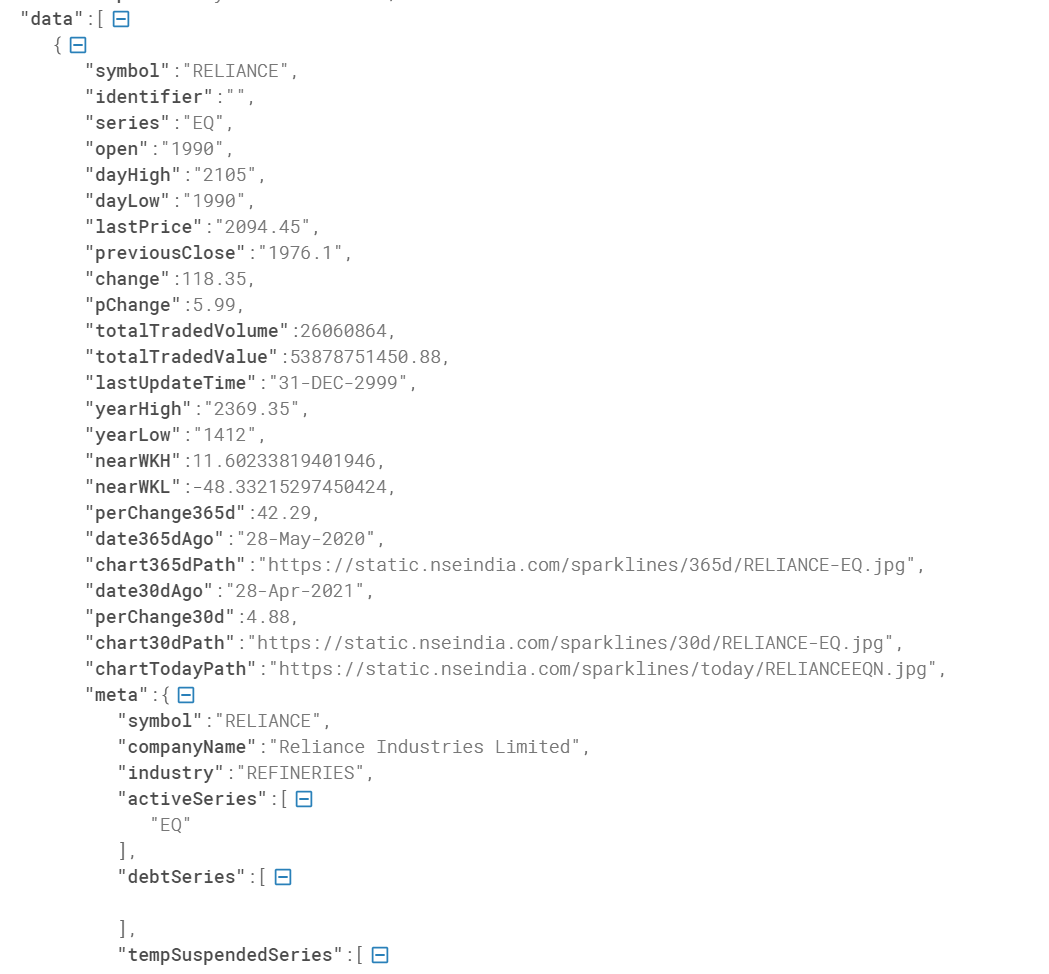 "data":[
{
"symbol":"RELIANCE",
"identifier":"",
"series":"EQ",
"open":"1990",
"dayHigh":"2105",
"dayLow":"1990",
"lastPrice":"2094.45",
"previousClose":"1976.1",
"change":118.35,
"pChange":5.99,
"totalTradedVolume":26060864,
"totalTradedValue":53878751450.88,
"lastUpdateTime":"31-DEC-2999",
"yearHigh":"2369.35",
"yearLow":"1412",
"nearWKH":11.60233819401946,
"nearWKL":-48.33215297450424,
"perChange365d":42.29,
"date365dAgo":"28-May-2020",
"chart365dPath":"https://static.nseindia.com/sparklines/365d/RELIANCE-EQ.jpg",
"date30dAgo":"28-Apr-2021",
"perChange30d":4.88,
"chart30dPath":"https://static.nseindia.com/sparklines/30d/RELIANCE-EQ.jpg",
"chartTodayPath":"https://static.nseindia.com/sparklines/today/RELIANCEEQN.jpg",
"meta":{
"symbol":"RELIANCE",
"companyName":"Reliance Industries Limited",
"industry":"REFINERIES",
"activeSeries":[
"EQ"
],
"debtSeries":[
],
"tempSuspendedSeries":[